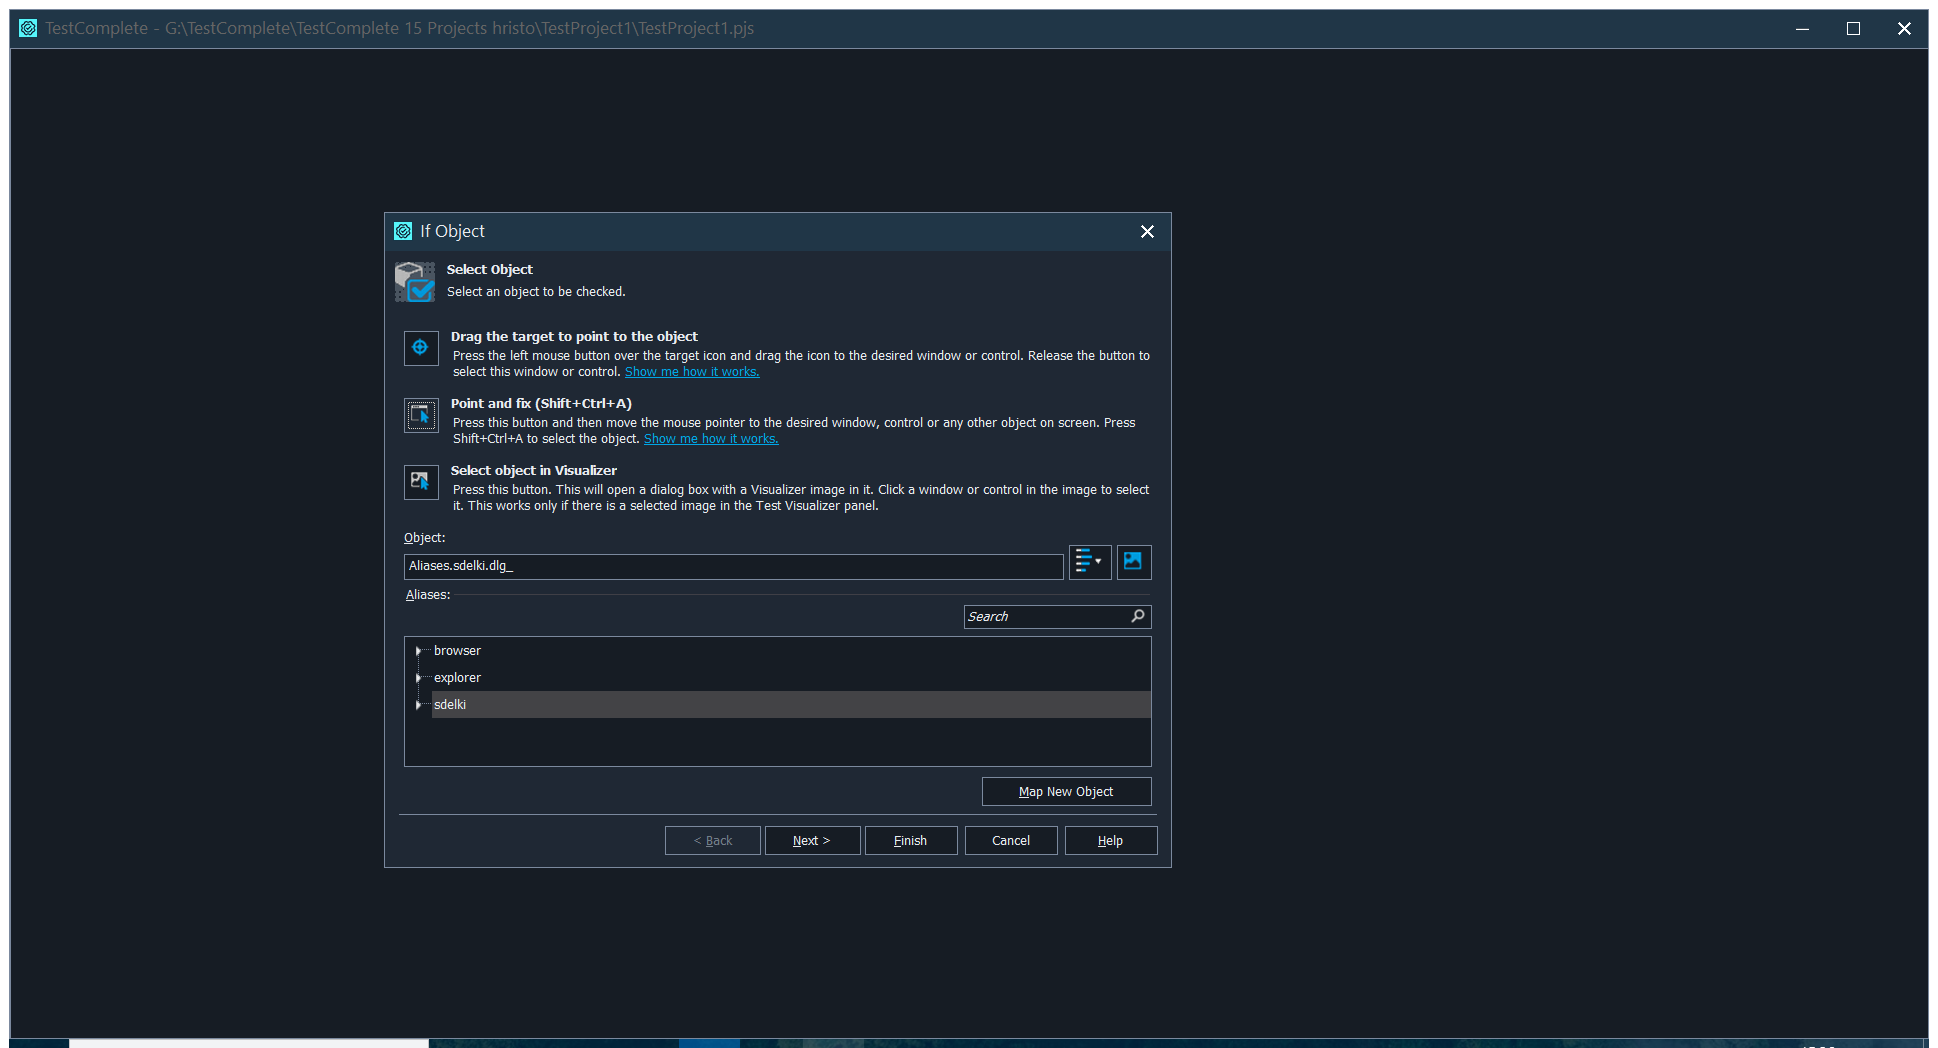 TestComplete - G:\TestComplete\TestComplete 15 Projects hristo\TestProject1\TestProject1.pjs
If Object
Select Object
Select an object to be checked.
Drag the target to point to the object
Press the left mouse button over the target icon and drag the icon to the desired window or control. Release the button to
select this window or control. Show me how it works.
Point and fix (Shift+Ctrl+A)
Press this button and then move the mouse pointer to the desired window, control or any other object on screen. Press
Shift+Ctrl+A to select the object. Show me how it works.
Select object in Visualizer
Press this button. This will open a dialog box with a Visualizer image in it. Click a window or control in the image to select
it. This works only if there is a selected image in the Test Visualizer panel.
Object:
Aliases.sdelki.dlg_
Aliases:
Search
browser
explorer
sdelki
Map New Object
< Back
Next >
Finish
Cancel
Help